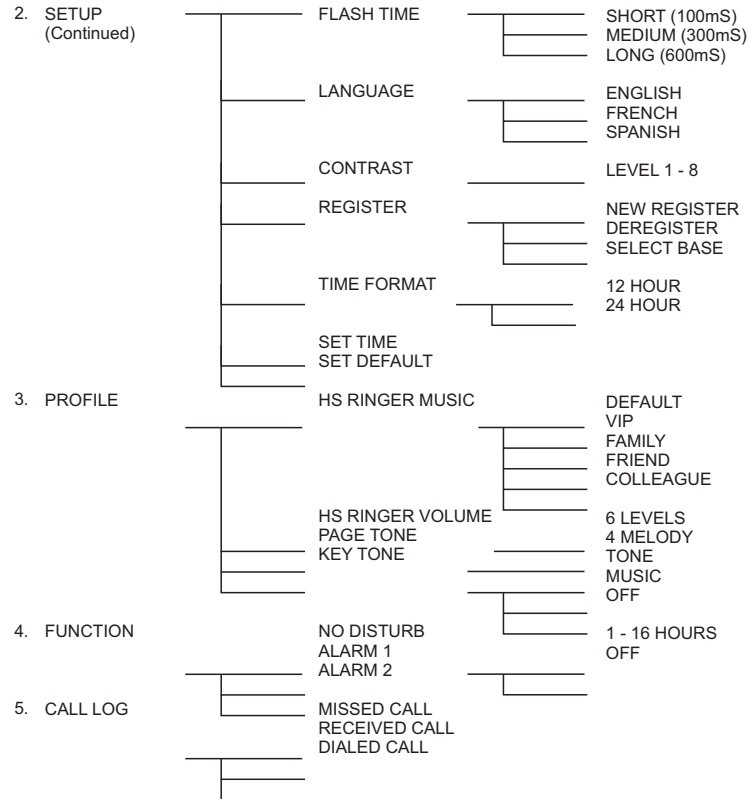 2. SETUP FLASH TIME SHORT (100mS)
(Continued) MEDIUM (300mS)
LONG (600mS)
LANGUAGE ENGLISH
FRENCH
SPANISH
CONTRAST LEVEL 1 - 8
REGISTER NEW REGISTER
DEREGISTER
SELECT BASE
TIME FORMAT 12 HOUR
24 HOUR
SET TIME
SET DEFAULT
3. PROFILE HS RINGER MUSIC DEFAULT
VIP
FAMILY
FRIEND
COLLEAGUE
HS RINGER VOLUME 6 LEVELS
PAGE TONE 4 MELODY
KEY TONE TONE
MUSIC
OFF
4. FUNCTION NO DISTURB 1 - 16 HOURS
ALARM 1 OFF
ALARM 2
5. CALL LOG MISSED CALL
RECEIVED CALL
DIALED CALL